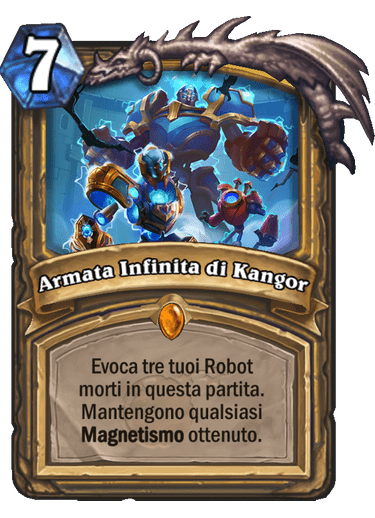 7
Armata Infinita di Kangor
Evoca tre tuoi Robot
morti in questa partita.
Mantengono qualsiasi
Magnetismo ottenuto.